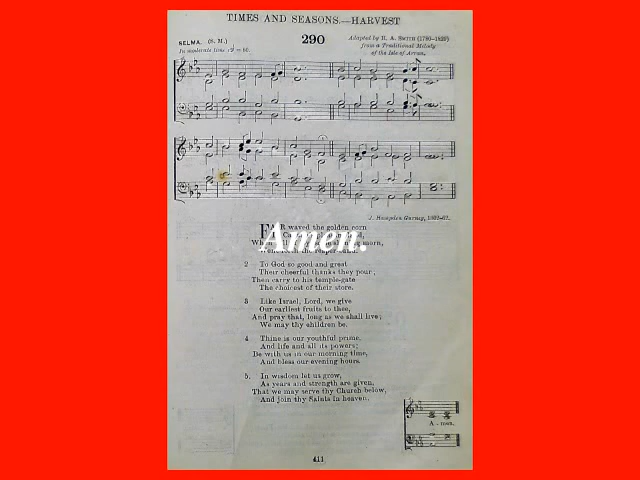 TIMES AND SEASONS.—HARVEST
290
SELMA. (S. M.)
In moderate time
Adapted by R. A. SMITH (1780–1829)
from a Traditional Melody
of the Isle of Arran.
J. Hampden Gurney, 1802–62.
waved the golden corn
Amen.
morn,
2 To God so good and great
Their cheerful thanks they pour;
Then carry to his temple-gate
The choicest of their store.
3 Like Israel, Lord, we give
Our earliest fruits to thee,
And pray that, long as we shall live;
We may thy children be.
4 Thine is our youthful prime,
And life and all its powers;
Be with us in our morning time,
And bless our evening hours.
5. In wisdom let us grow,
As years and strength are given,
That we may serve thy Church below,
And join thy Saints in heaven.
A - men.
411